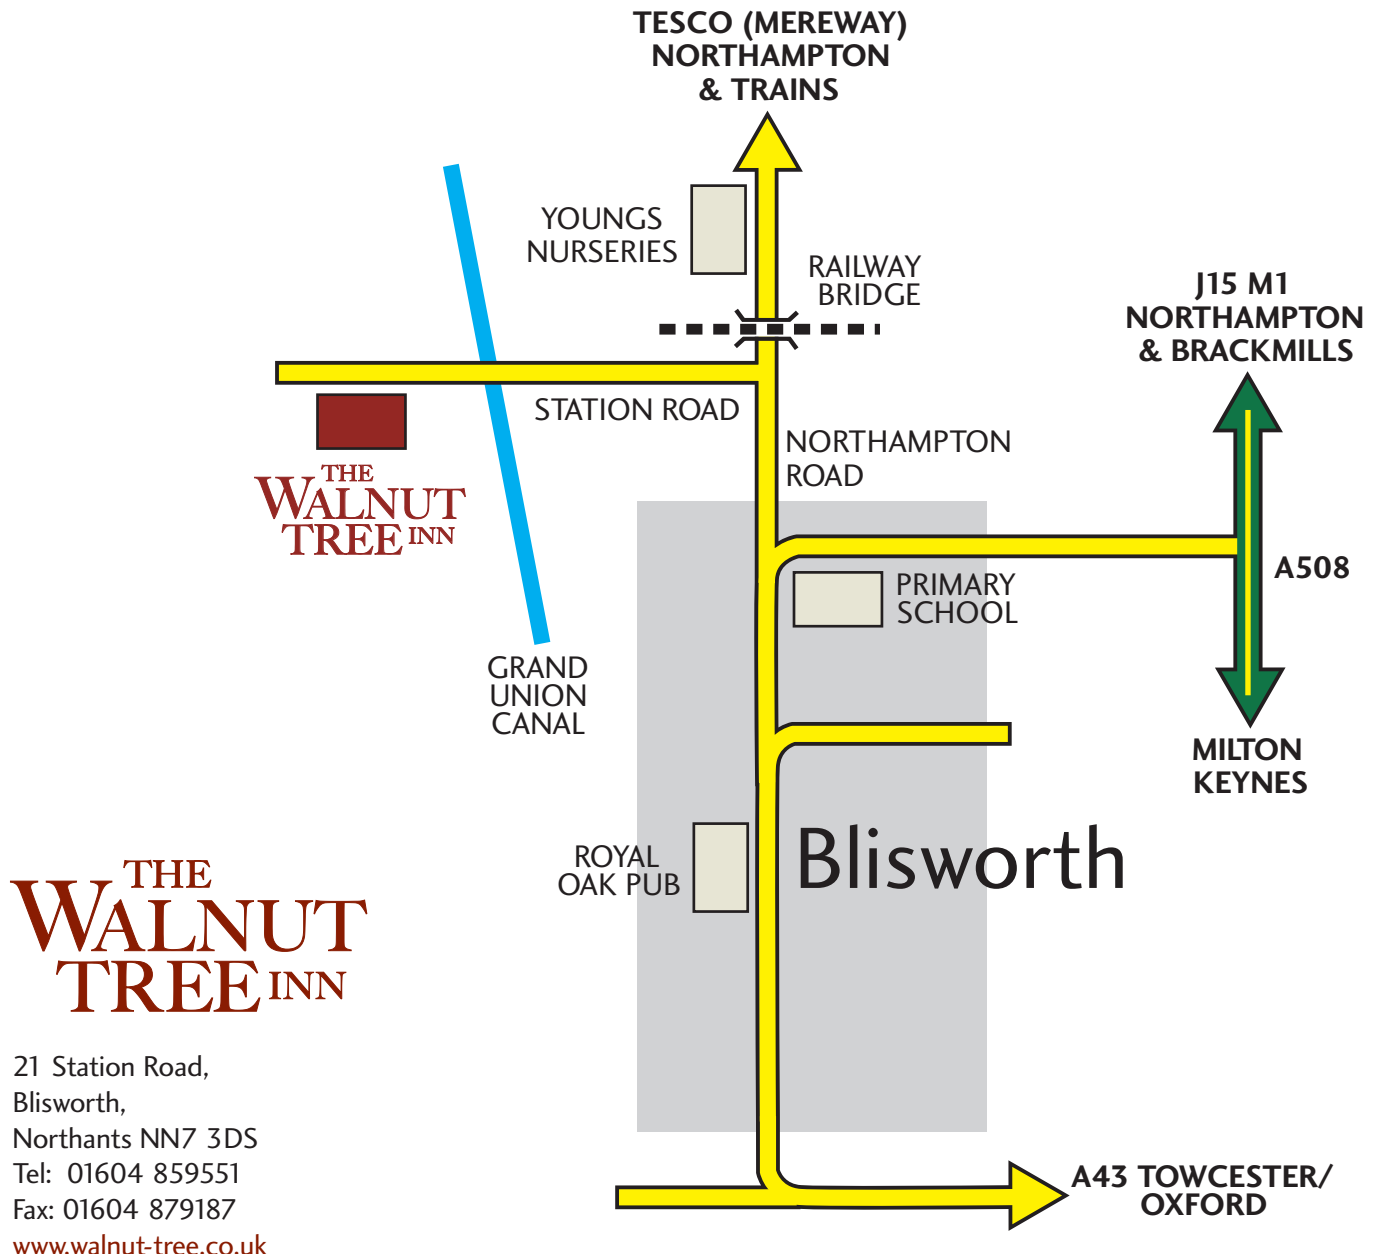 TESCO (MEREWAY)
NORTHAMPTON
& TRAINS
YOUNGS
NURSERIES
RAILWAY
BRIDGE
J15 M1
NORTHAMPTON
& BRACKMILLS
STATION ROAD
NORTHAMPTON
ROAD
THE
WALNUT
TREE INN
A508
PRIMARY
SCHOOL
GRAND
UNION
CANAL
MILTON
KEYNES
Blisworth
ROYAL
OAK PUB
THE
WALNUT
TREE INN
21 Station Road,
Blisworth,
Northants NN7 3DS
Tel: 01604 859551
Fax: 01604 879187
www.walnut-tree.co.uk
A43 TOWCESTER/
OXFORD